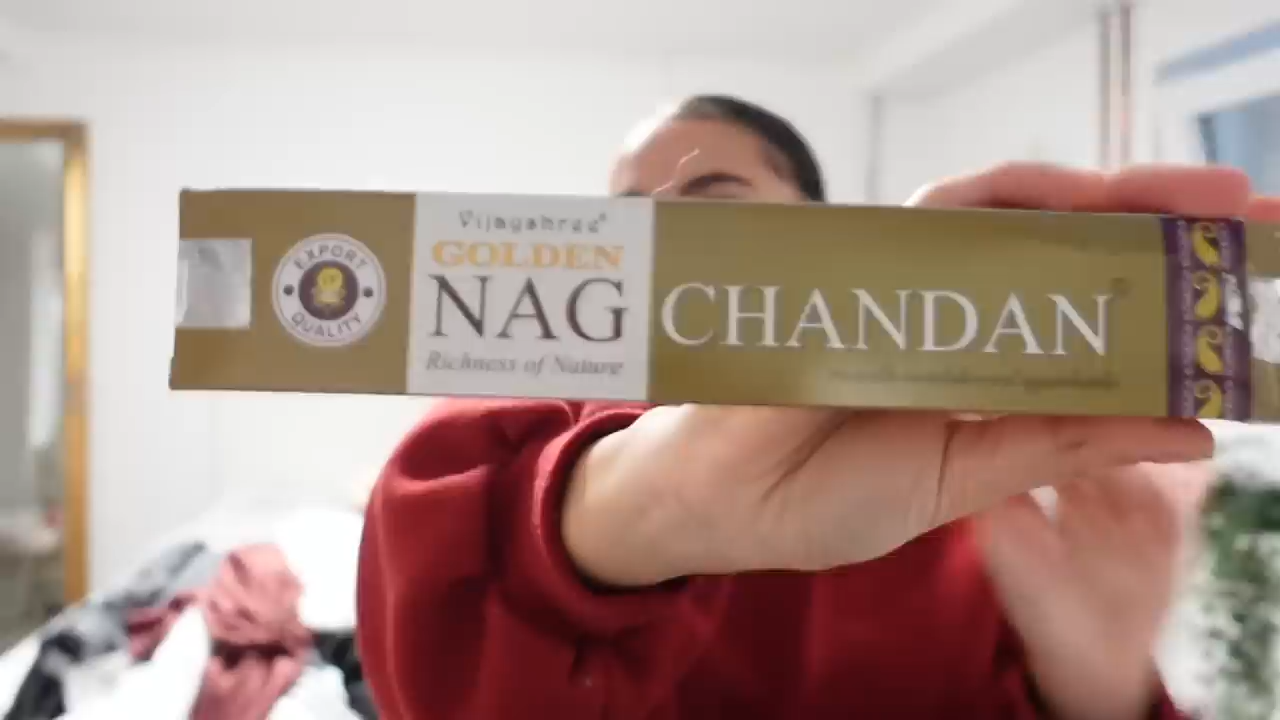 EXPORT
QUALITY
Vijayshree®
GOLDEN
NAG
Richness of Nature
CHANDAN